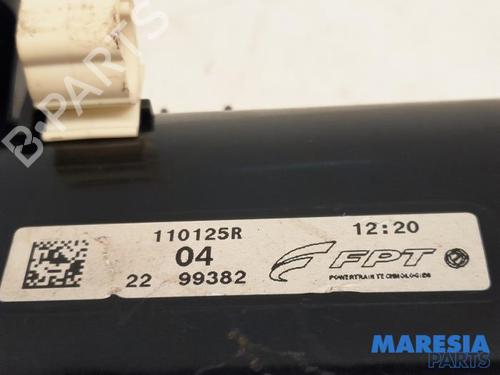 B-PARTS
110125R 12:20
04
22 99382
FPT
POWERTRAIN TECHNOLOGIES
MARESIA
PARTS